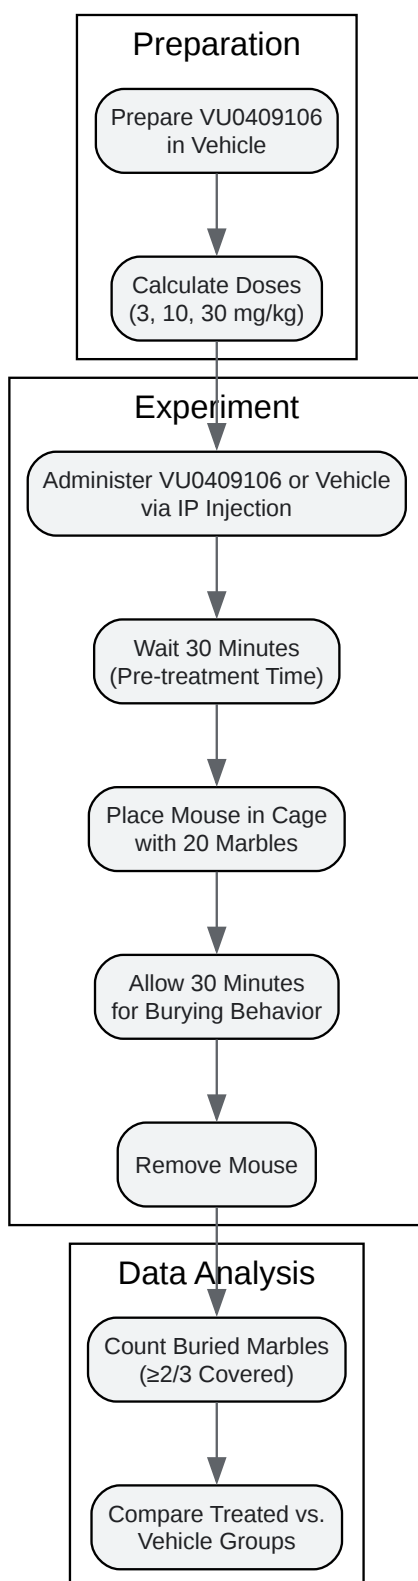 Preparation
Prepare VU0409106
in Vehicle
Calculate Doses
(3, 10, 30 mg/kg)
Experiment
Administer VU0409106 or Vehicle
via IP Injection
Wait 30 Minutes
(Pre-treatment Time)
Place Mouse in Cage
with 20 Marbles
Allow 30 Minutes
for Burying Behavior
Remove Mouse
Data Analysis
Count Buried Marbles
(≥2/3 Covered)
Compare Treated vs.
Vehicle Groups